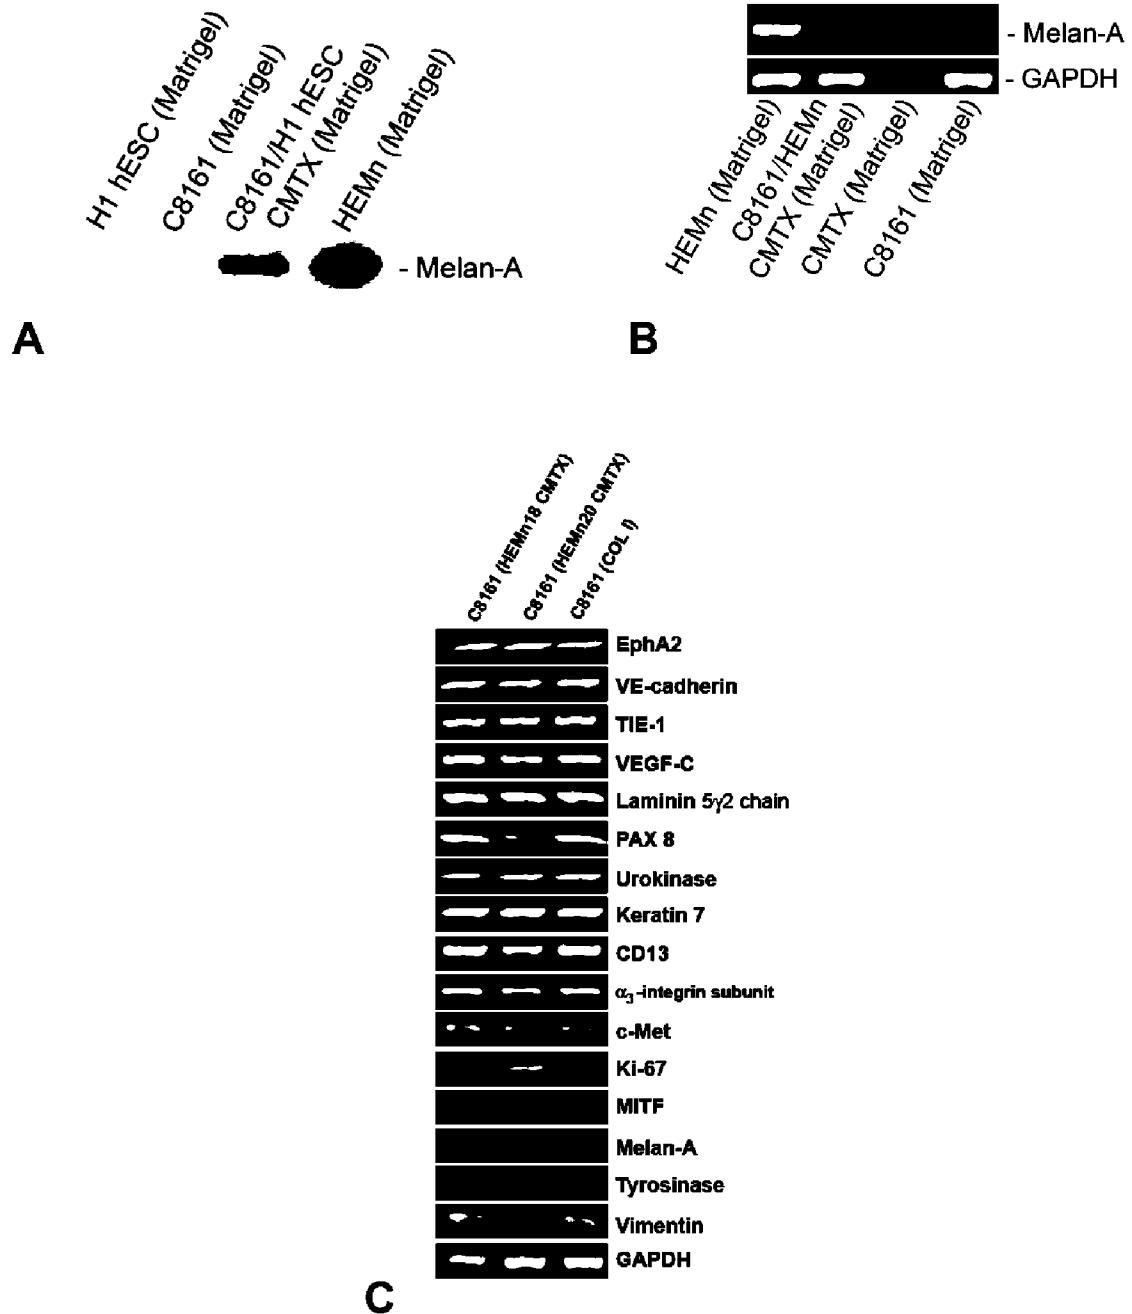 H1 hESC (Matrigel)
C8161 (Matrigel)
C8161/H1 hESC
CMTX (Matrigel)
HEMn (Matrigel)
- Melan-A
A
- Melan-A
- GAPDH
HEMn (Matrigel)
C8161/HEMn
CMTX (Matrigel)
CMTX (Matrigel)
C8161 (Matrigel)
B
C8161 (HEMn18 CMTX)
C8161 (HEMn20 CMTX)
C8161 (COL I)
EphA2
VE-cadherin
TIE-1
VEGF-C
Laminin 5γ2 chain
PAX 8
Urokinase
Keratin 7
CD13
α3-integrin subunit
c-Met
Ki-67
MITF
Melan-A
Tyrosinase
Vimentin
GAPDH
C